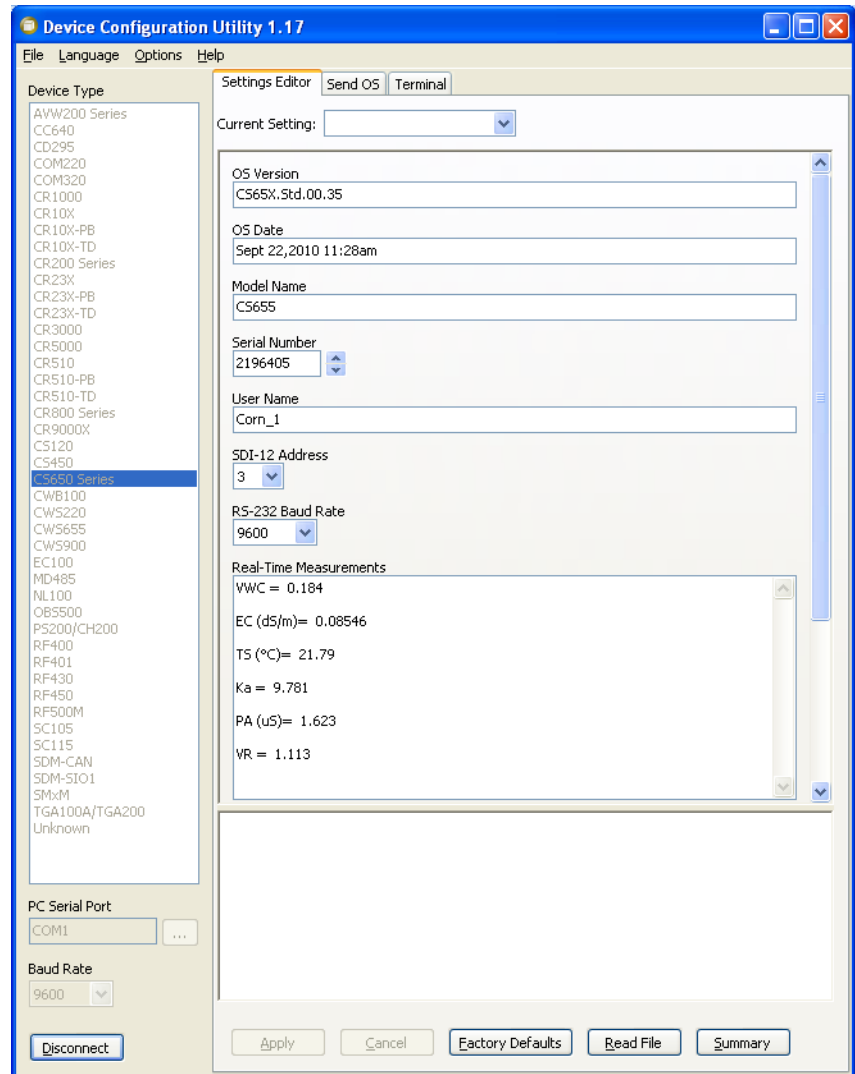 Device Configuration Utility 1.17
File Language Options Help
Device Type
AVW200 Series
CC640
CD295
COM220
COM320
CR1000
CR10X
CR10X-PB
CR10X-TD
CR200 Series
CR23X
CR23X-PB
CR23X-TD
CR3000
CR5000
CR510
CR510-PB
CR510-TD
CR800 Series
CR9000X
CS120
CS450
CS650 Series
CWB100
CWS220
CWS655
CWS900
EC100
MD485
NL100
OBS500
PS200/CH200
RF400
RF401
RF430
RF450
RF500M
SC105
SC115
SDM-CAN
SDM-SIO1
SMxM
TGA100A/TGA200
Unknown
PC Serial Port
COM1
...
Baud Rate
9600
Disconnect
Settings Editor Send OS Terminal
Current Setting:
OS Version
CS65X.Std.00.35
OS Date
Sept 22,2010 11:28am
Model Name
CS655
Serial Number
2196405
User Name
Corn_1
SDI-12 Address
3
RS-232 Baud Rate
9600
Real-Time Measurements
VWC = 0.184
EC (dS/m)= 0.08546
TS (°C)= 21.79
Ka = 9.781
PA (uS)= 1.623
VR = 1.113
Apply Cancel Factory Defaults Read File Summary